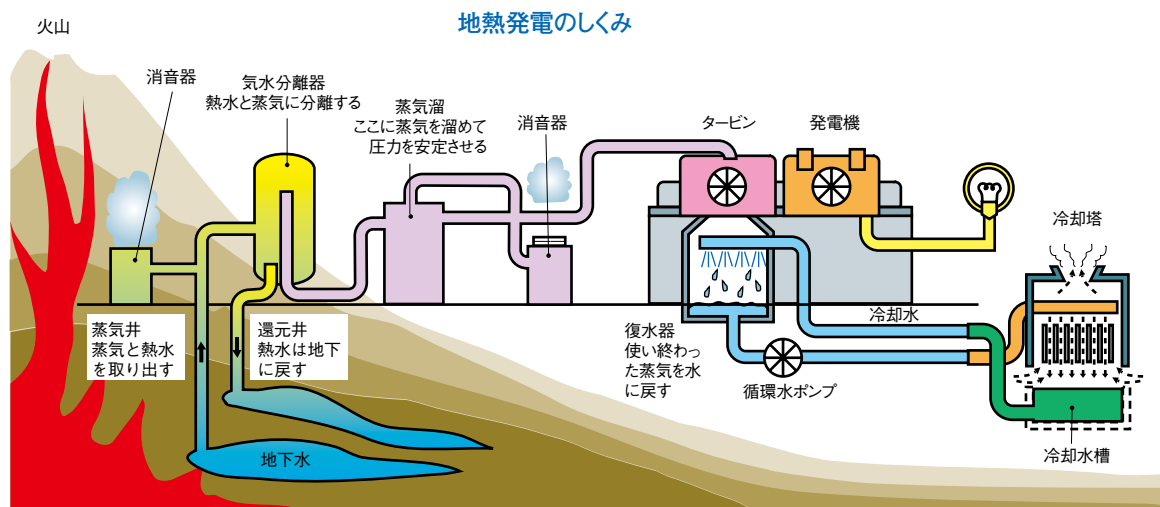 地熱発電のしくみ
火山
消音器
気水分離器
熱水と蒸気に分離する
蒸気溜
ここに蒸気を溜めて
圧力を安定させる
消音器
タービン
発電機
冷却塔
蒸気井
蒸気と熱水
を取り出す
還元井
熱水は地下
に戻す
復水器
使い終わっ
た蒸気を水
に戻す
冷却水
循環水ポンプ
地下水
冷却水槽